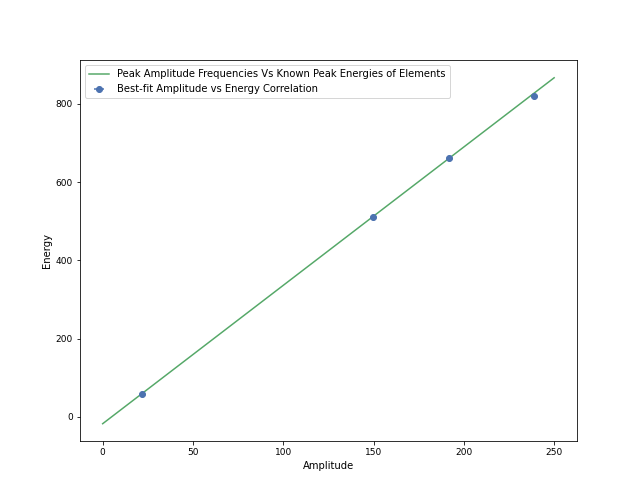 Peak Amplitude Frequencies Vs Known Peak Energies of Elements
Best-fit Amplitude vs Energy Correlation
800
600
400
200
0
Energy
0 50 100 150 200 250
Amplitude